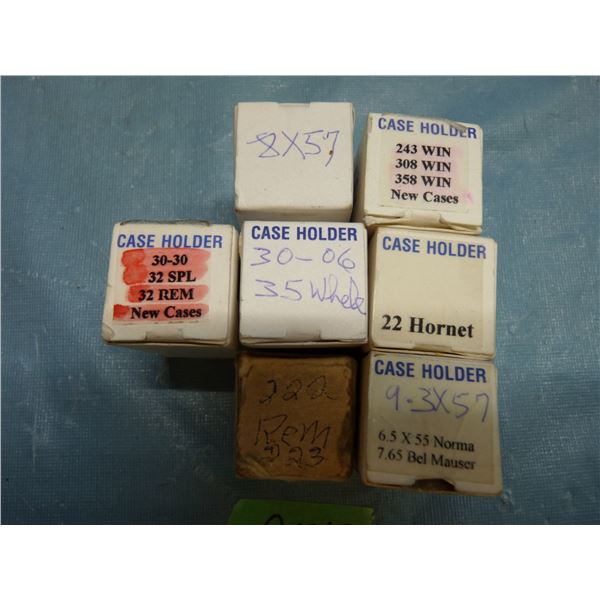 8X57
CASE HOLDER
243 WIN
308 WIN
358 WIN
New Cases
CASE HOLDER
30-30
32 SPL
32 REM
New Cases
CASE HOLDER
30-06
35 Whele
CASE HOLDER
22 Hornet
222
Rem
#23
CASE HOLDER
9.3X57
6.5 X 55 Norma
7.65 Bel Mauser